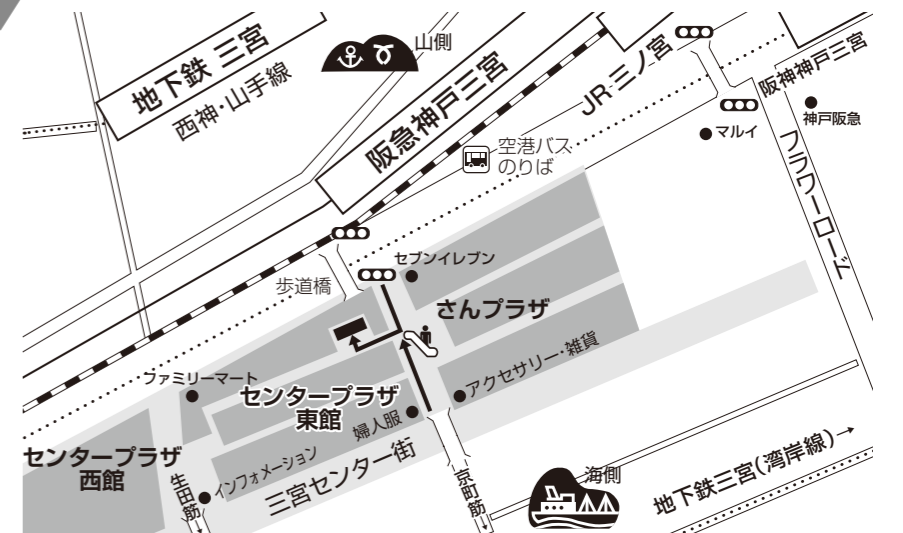 山側
地下鉄 三宮
西神・山手線
阪急神戸三宮
JR 三ノ宮
阪神神戸三宮
神戸阪急
マルイ
フラワーロード
空港バス
のりば
セブンイレブン
歩道橋
さんプラザ
アクセサリー・雑貨
ファミリーマート
センタープラザ
東館
婦人服
センタープラザ
西館
インフォメーション
三宮センター街
生田筋
京町筋
海側
地下鉄三宮(湾岸線)→